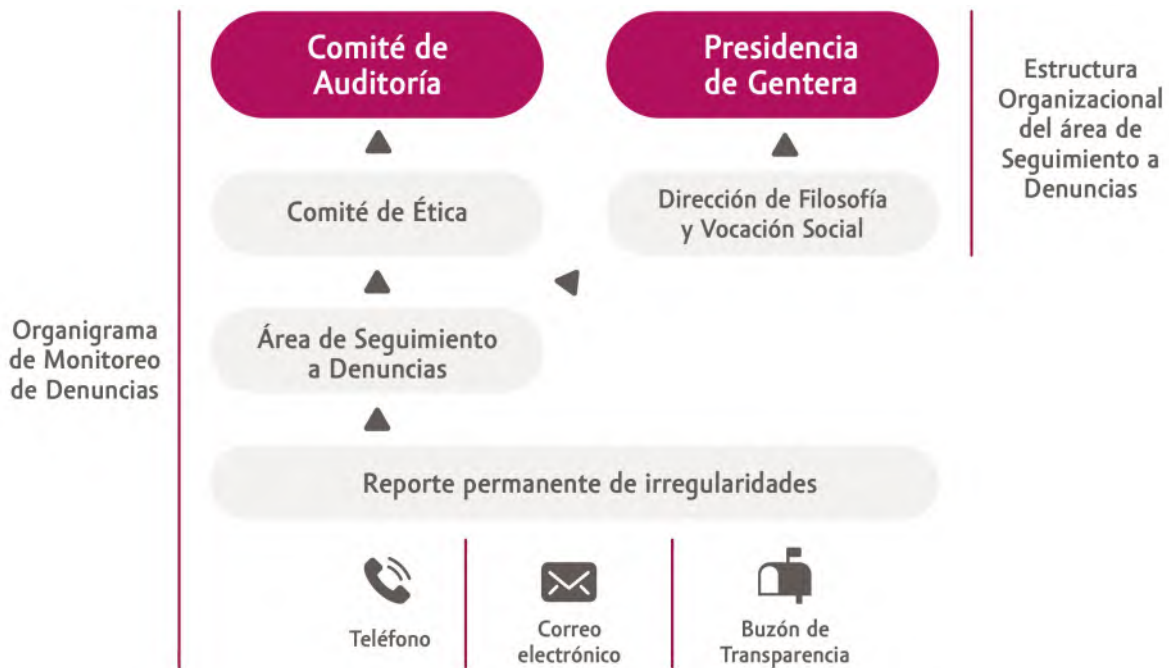 Comité de
Auditoría
Presidencia
de Gentera
Estructura
Organizacional
del área de
Seguimiento a
Denuncias
Comité de Ética
Dirección de Filosofía
y Vocación Social
Organigrama
de Monitoreo
de Denuncias
Área de Seguimiento
a Denuncias
Reporte permanente de irregularidades
Teléfono
Correo
electrónico
Buzón de
Transparencia